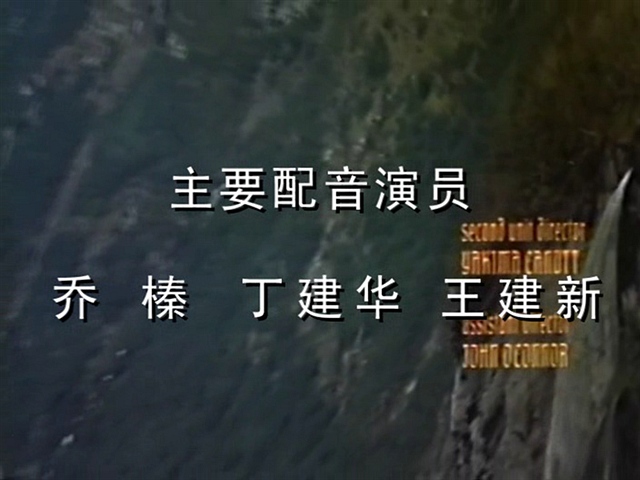 主要配音演员
乔榛 丁建华 王建新
second unit director
YAKIMA CANUTT
assistant director
JOHN OCONNOR